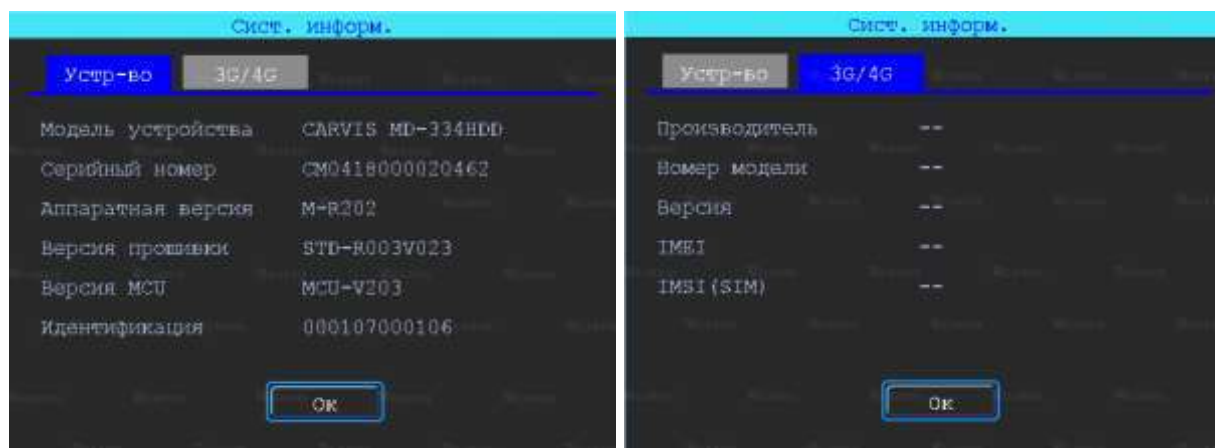 Сист. информ.
Устр-во 3G/4G
Модель устройства CARVIS MD-334HDD
Серийный номер CM0418000020462
Аппаратная версия M-R202
Версия прошивки STD-R003V023
Версия MCU MCU-V203
Идентификация 000107000106
Ок
Сист. информ.
Устр-во 3G/4G
Производитель --
Номер модели --
Версия --
IMEI --
IMSI(SIM) --
Ок